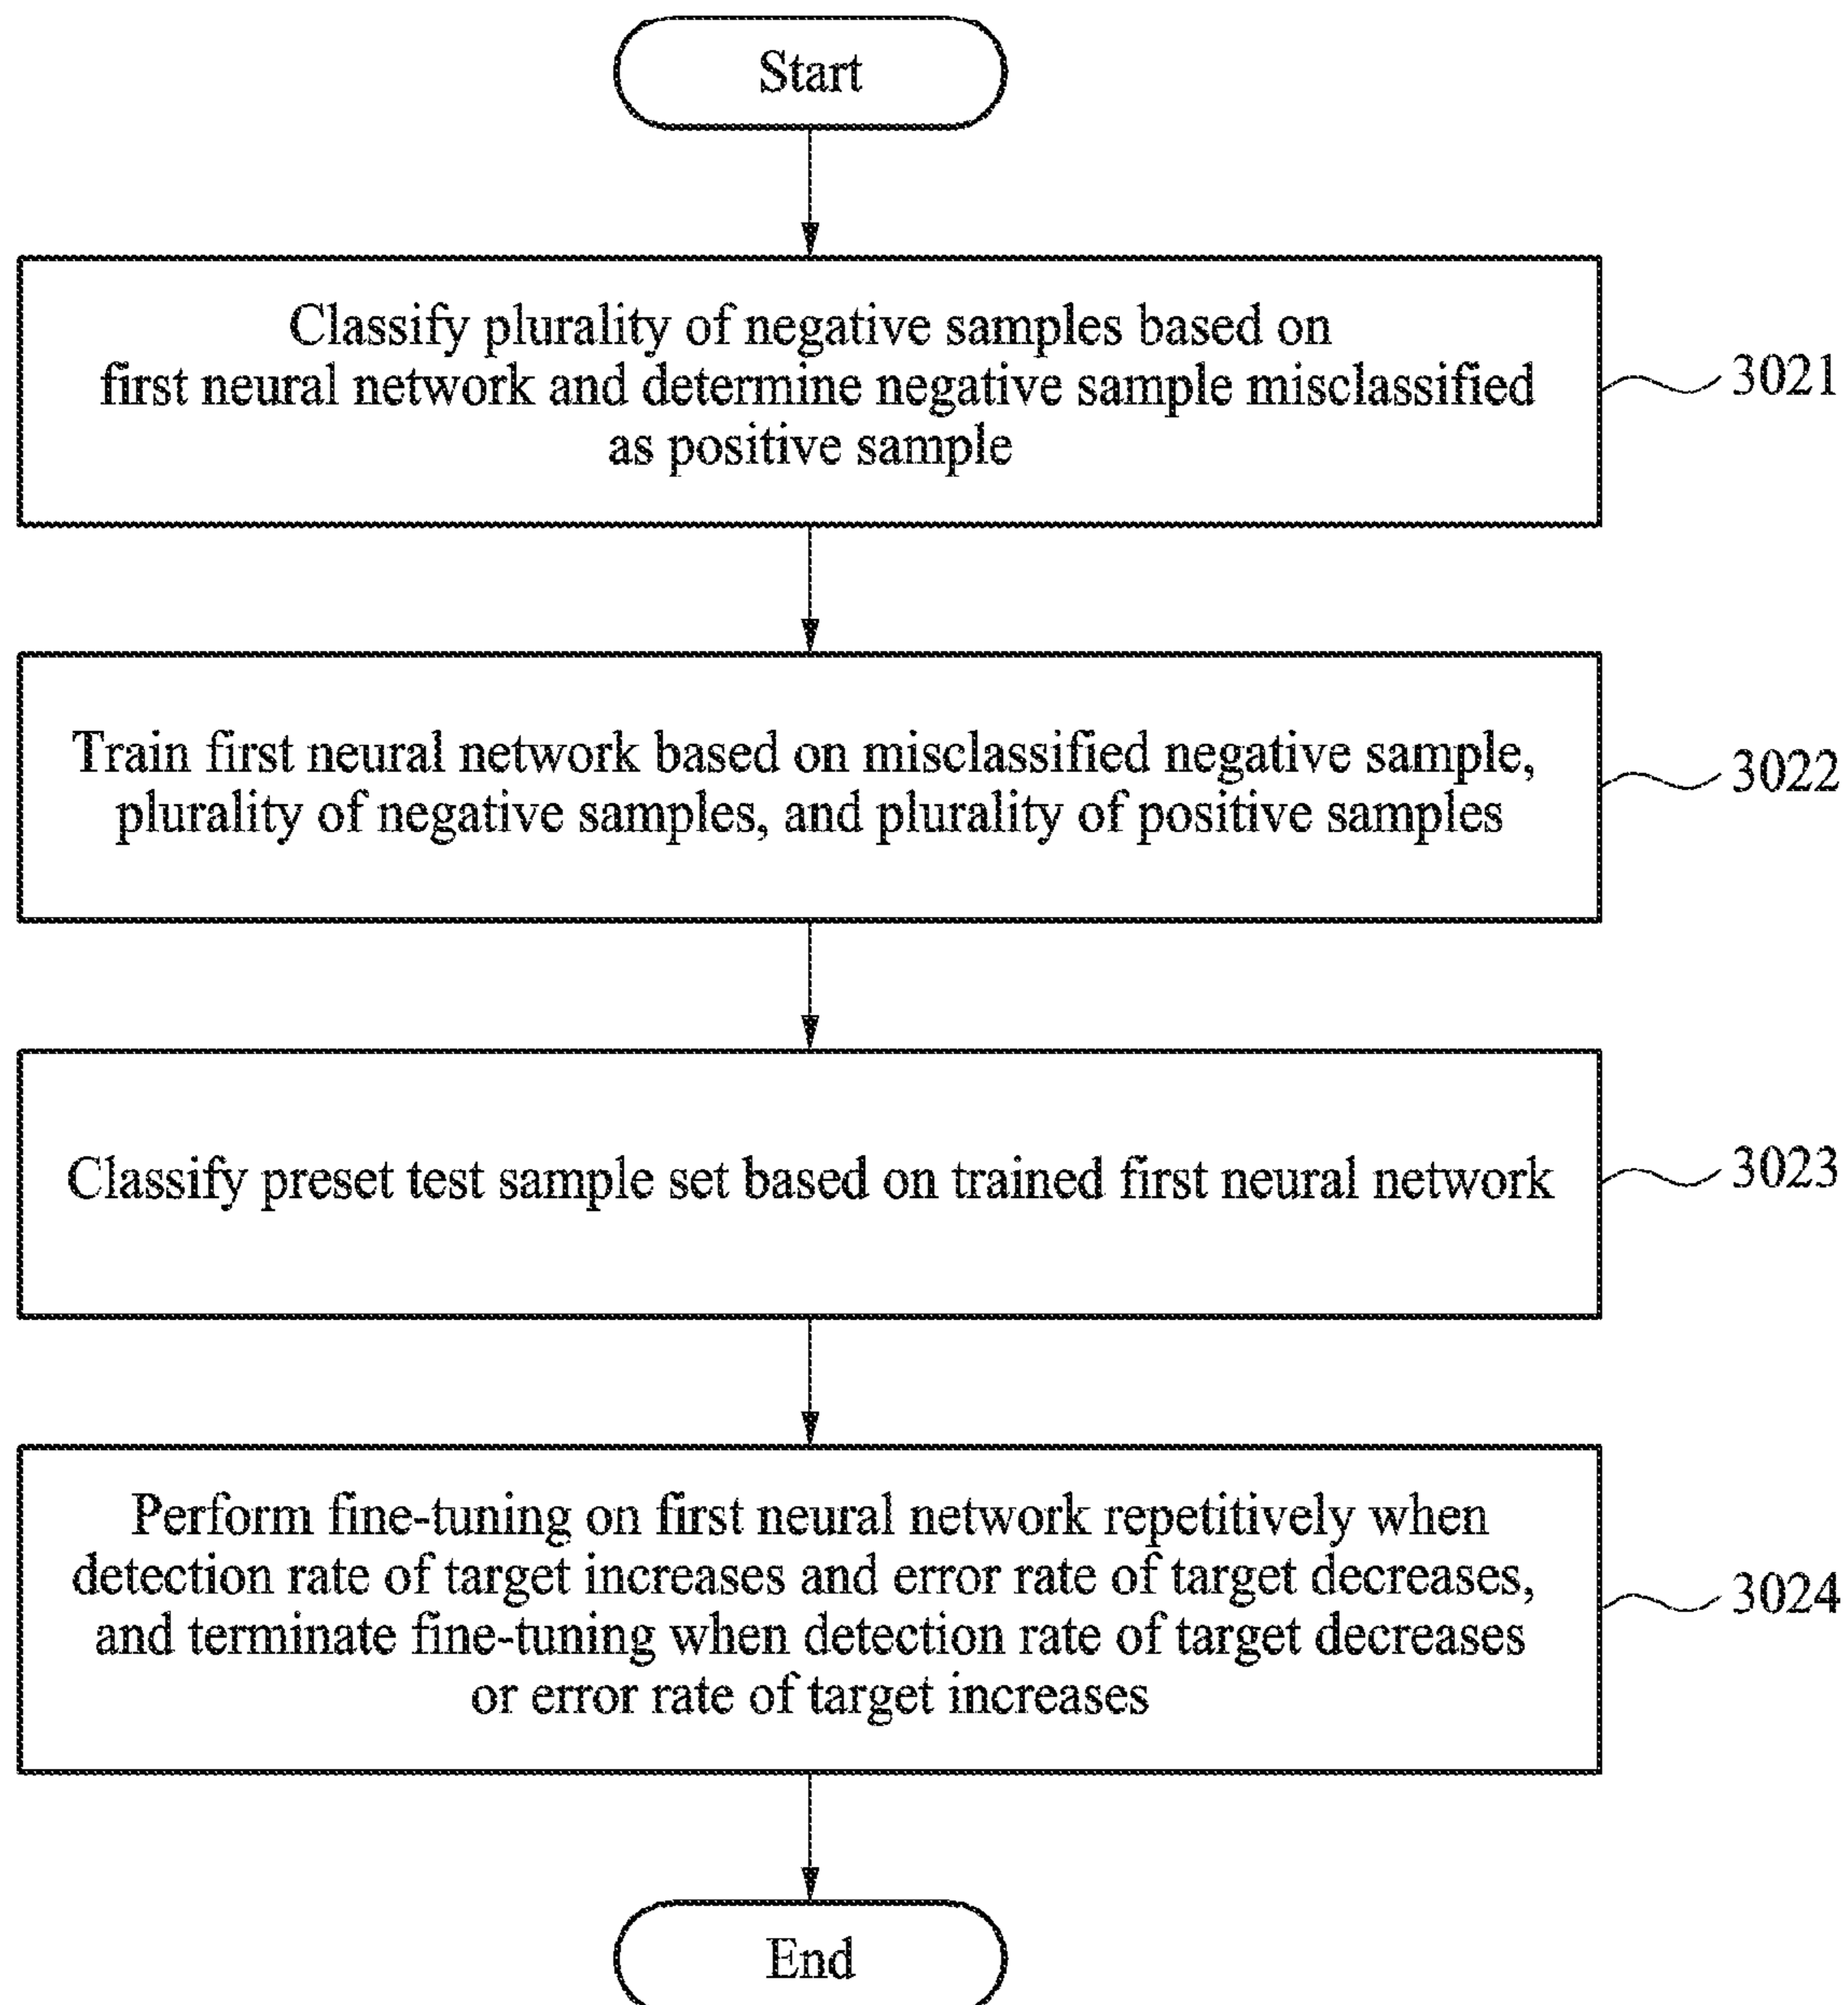 Start
Classify plurality of negative samples based on
first neural network and determine negative sample misclassified
as positive sample
3021
Train first neural network based on misclassified negative sample,
plurality of negative samples, and plurality of positive samples
3022
Classify preset test sample set based on trained first neural network
3023
Perform fine-tuning on first neural network repetitively when
detection rate of target increases and error rate of target decreases,
and terminate fine-tuning when detection rate of target decreases
or error rate of target increases
3024
End